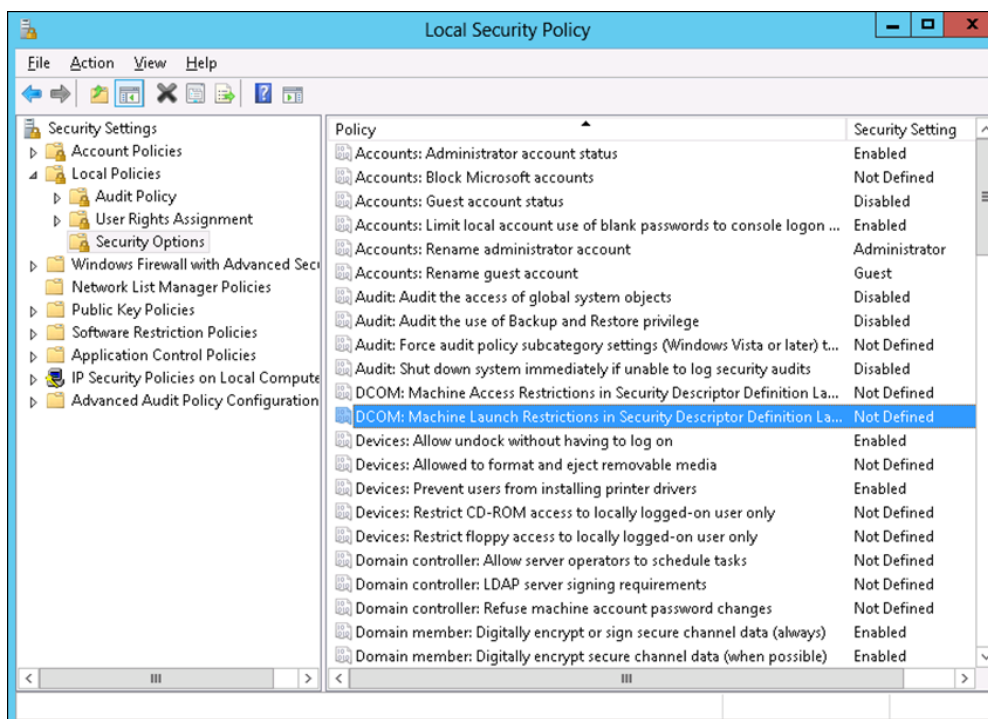 Local Security Policy
File Action View Help
Security Settings
Account Policies
Local Policies
Audit Policy
User Rights Assignment
Security Options
Windows Firewall with Advanced Secu
Network List Manager Policies
Public Key Policies
Software Restriction Policies
Application Control Policies
IP Security Policies on Local Compute
Advanced Audit Policy Configuration
Policy Security Setting
Accounts: Administrator account status Enabled
Accounts: Block Microsoft accounts Not Defined
Accounts: Guest account status Disabled
Accounts: Limit local account use of blank passwords to console logon ... Enabled
Accounts: Rename administrator account Administrator
Accounts: Rename guest account Guest
Audit: Audit the access of global system objects Disabled
Audit: Audit the use of Backup and Restore privilege Disabled
Audit: Force audit policy subcategory settings (Windows Vista or later) t... Not Defined
Audit: Shut down system immediately if unable to log security audits Disabled
DCOM: Machine Access Restrictions in Security Descriptor Definition La... Not Defined
DCOM: Machine Launch Restrictions in Security Descriptor Definition La... Not Defined
Devices: Allow undock without having to log on Enabled
Devices: Allowed to format and eject removable media Not Defined
Devices: Prevent users from installing printer drivers Enabled
Devices: Restrict CD-ROM access to locally logged-on user only Not Defined
Devices: Restrict floppy access to locally logged-on user only Not Defined
Domain controller: Allow server operators to schedule tasks Not Defined
Domain controller: LDAP server signing requirements Not Defined
Domain controller: Refuse machine account password changes Not Defined
Domain member: Digitally encrypt or sign secure channel data (always) Enabled
Domain member: Digitally encrypt secure channel data (when possible) Enabled